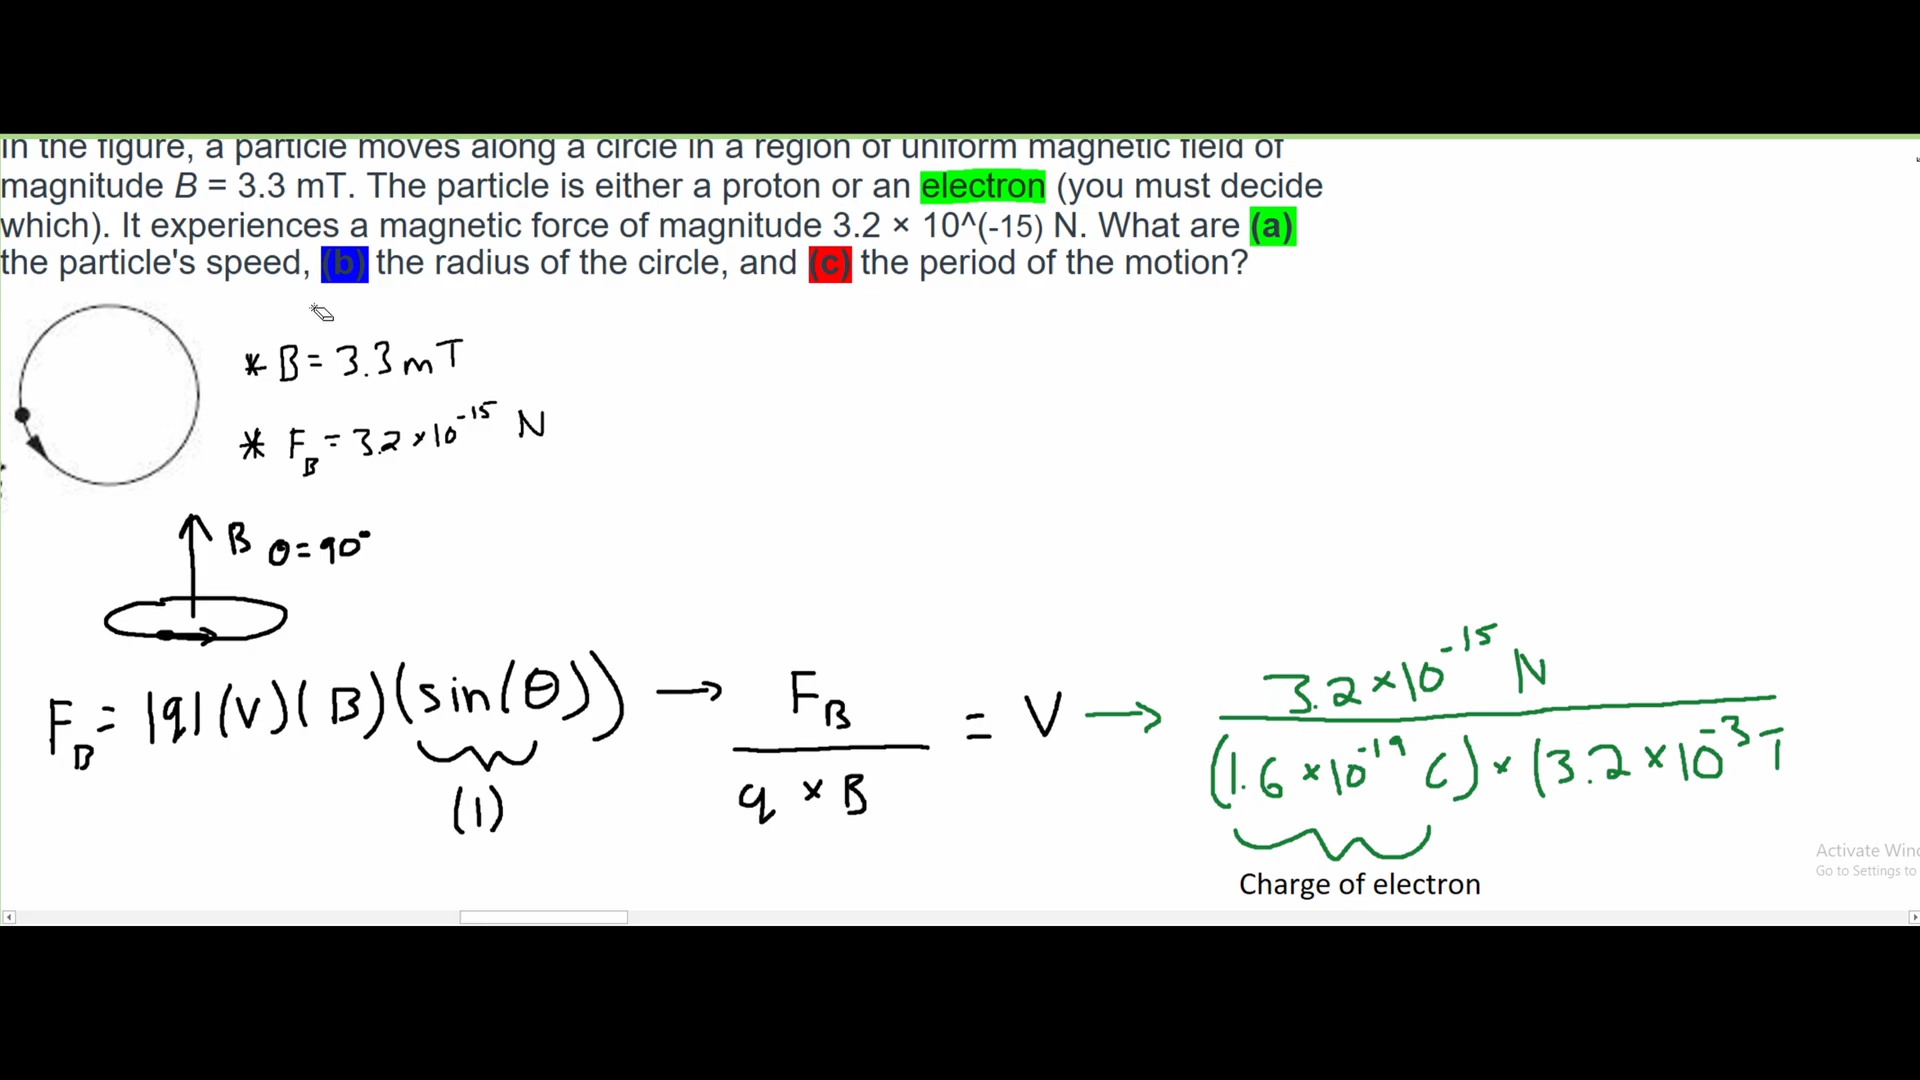 In the figure, a particle moves along a circle in a region of uniform magnetic field of
magnitude B = 3.3 mT. The particle is either a proton or an electron (you must decide
which). It experiences a magnetic force of magnitude 3.2 × 10^(-15) N. What are (a)
the particle's speed, (b) the radius of the circle, and (c) the period of the motion?
* B = 3.3 mT
* F_B = 3.2 × 10^-15 N
B θ = 90°
F_B = |q| (V)( B)(sin(θ)) → F_B / q × B = V → 3.2 × 10^-15 N / (1.6 × 10^-19 C) × (3.2 × 10^-3 T
(1)
Charge of electron
Activate Win
Go to Settings to